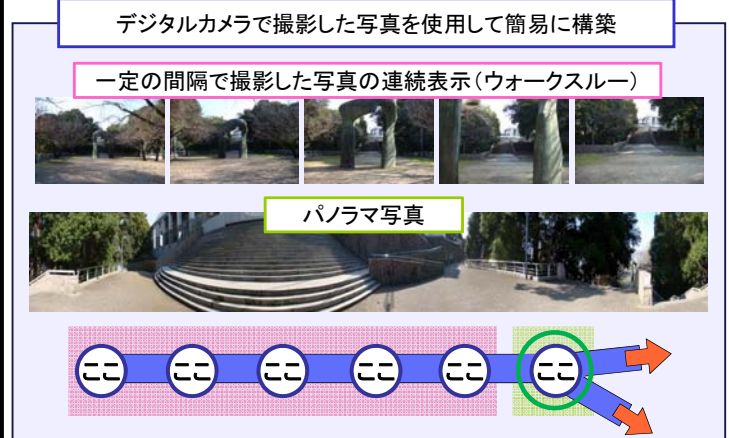 デジタルカメラで撮影した写真を使用して簡易に構築
一定の間隔で撮影した写真の連続表示（ウォークスルー）
パノラマ写真
ここ ここ ここ ここ ここ ここ